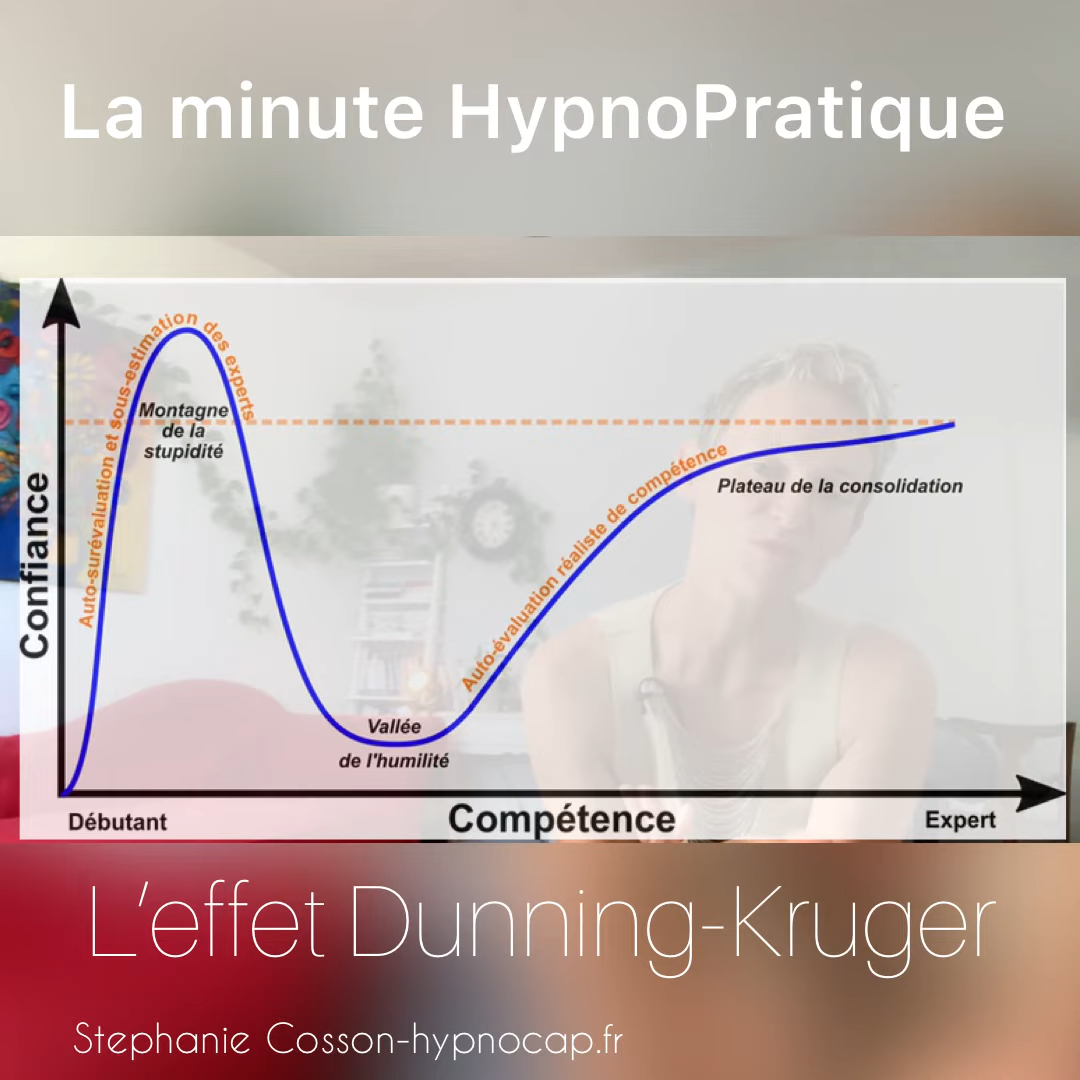 La minute HypnoPratique
Auto-surévaluation et sous-estimation des experts
Montagne
de la
stupidité
Auto-évaluation réaliste de compétence
Plateau de la consolidation
Confiance
Vallée
de l'humilité
Débutant
Compétence
Expert
L'effet Dunning-Kruger
Stephanie Cosson-hypnocap.fr